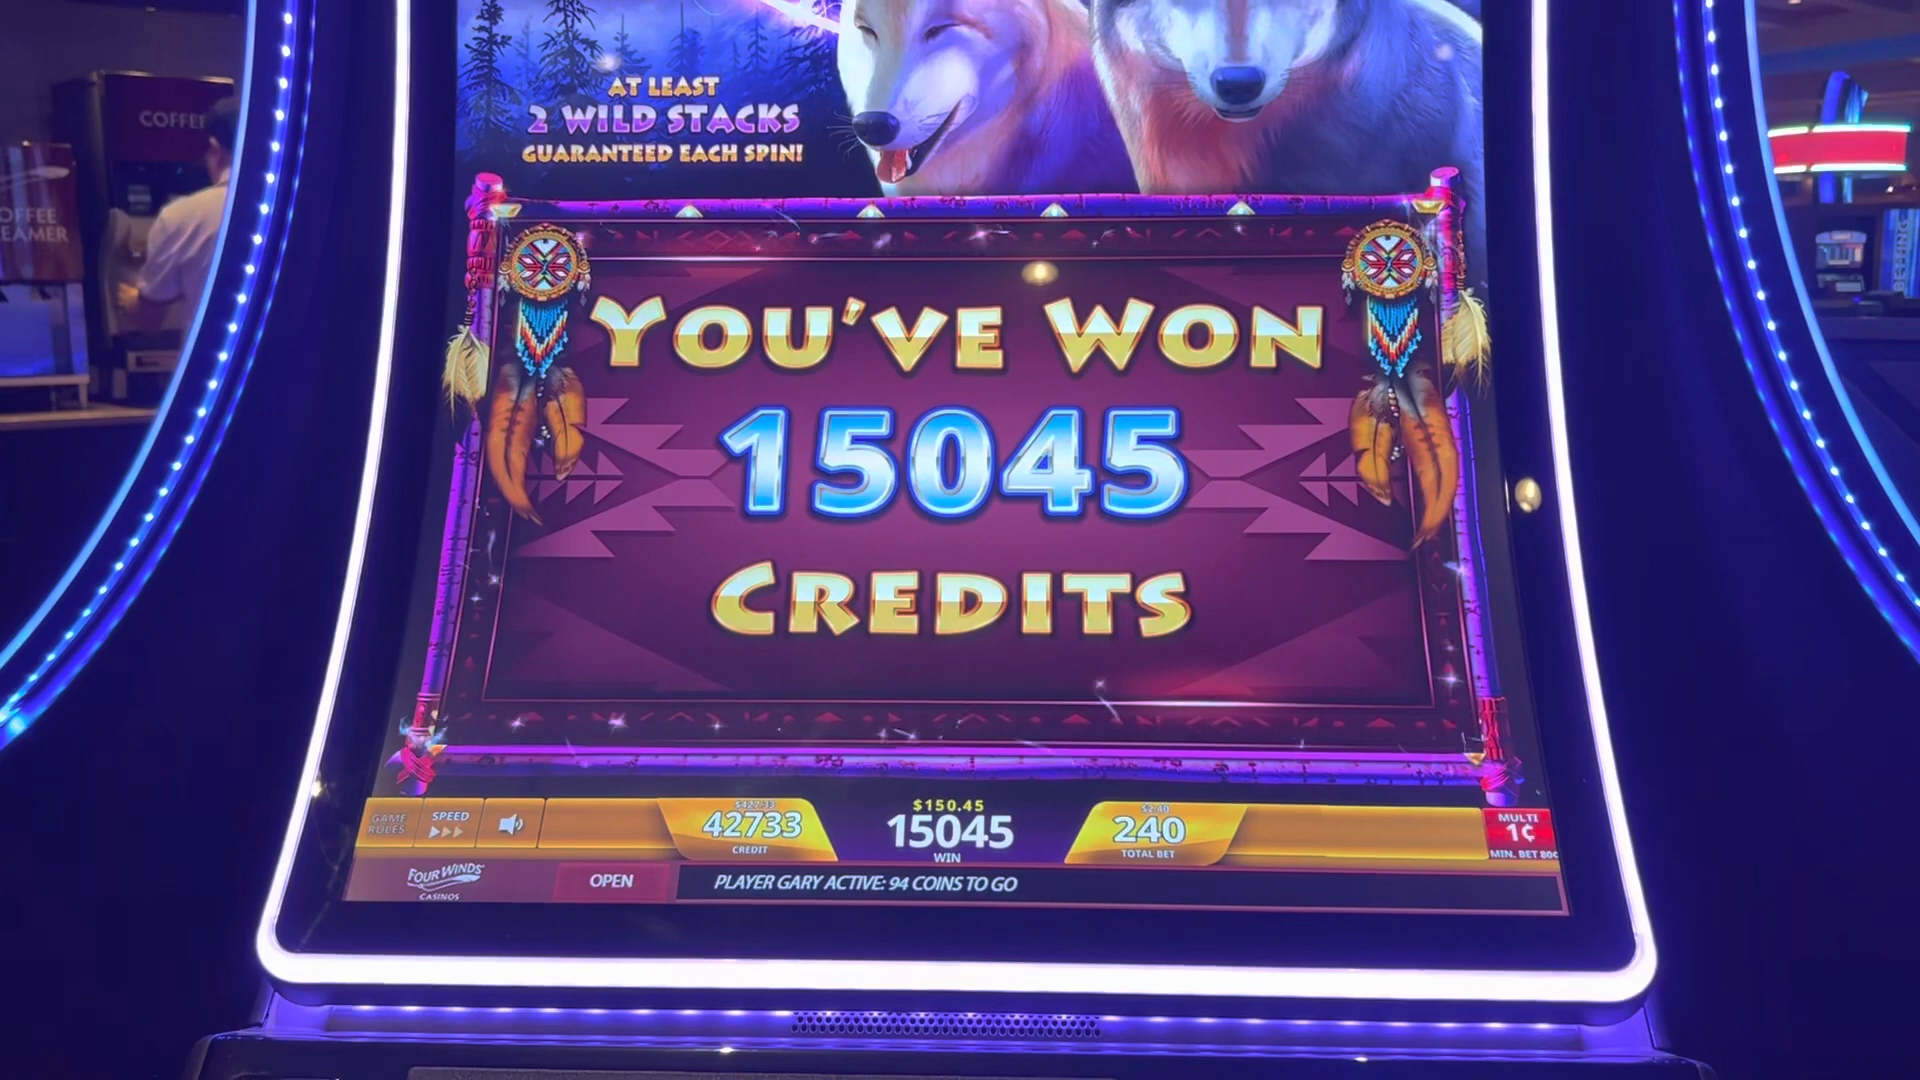 AT LEAST
2 WILD STACKS
GUARANTEED EACH SPIN!
COFFEE
COFFEE
YOU'VE WON
15045
CREDITS
GAME RULES
SPEED
$427.33
42733
CREDIT
$150.45
15045
WIN
$2.40
240
TOTAL BET
MULTI
1¢
MIN. BET 80¢
FOUR WINDS
CASINOS
OPEN
PLAYER GARY ACTIVE: 94 COINS TO GO